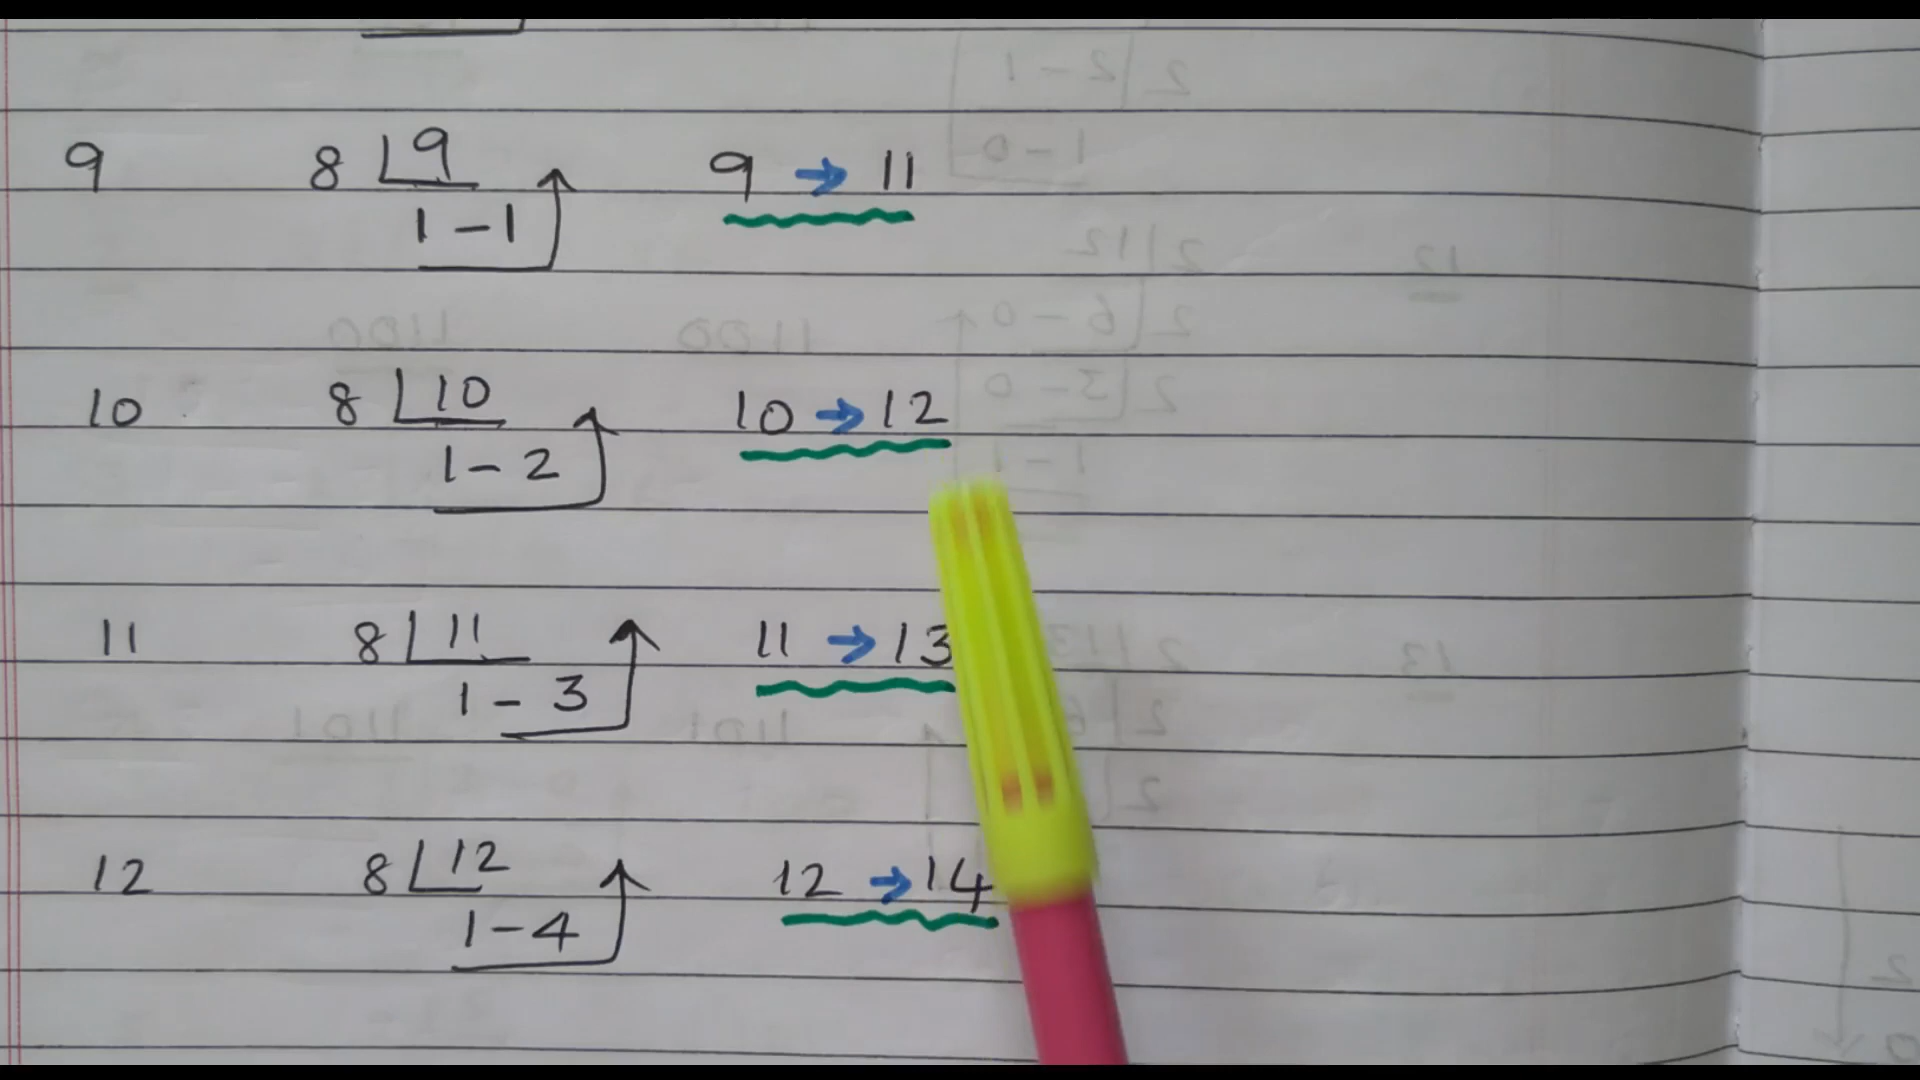 9 8 9 9 → 11
1 - 1
10 8 10 10 → 12
1 - 2
11 8 11 11 → 13
1 - 3
12 8 12 12 → 14
1 - 4